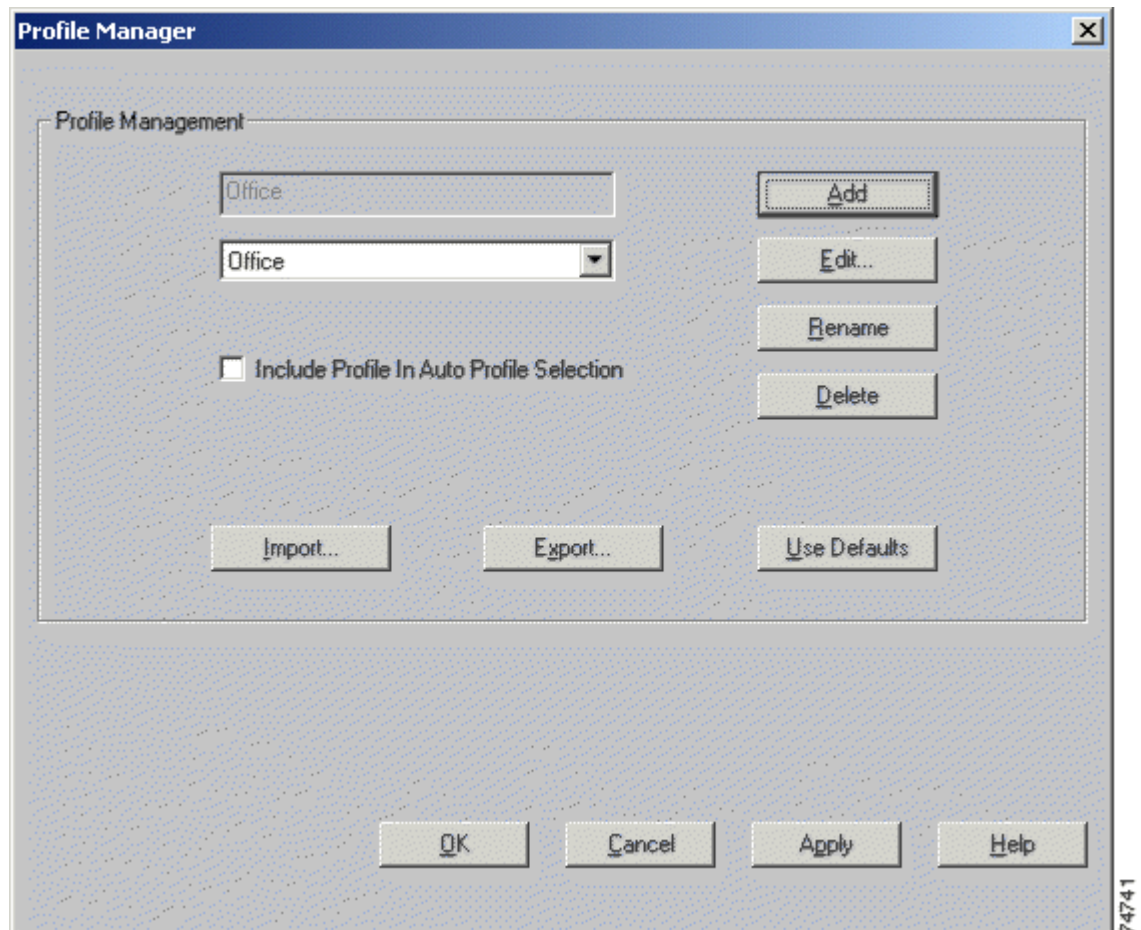 Profile Manager
Profile Management
Office
Add
Office
Edit...
Rename
Include Profile In Auto Profile Selection
Delete
Import...
Export...
Use Defaults
OK
Cancel
Apply
Help
74741